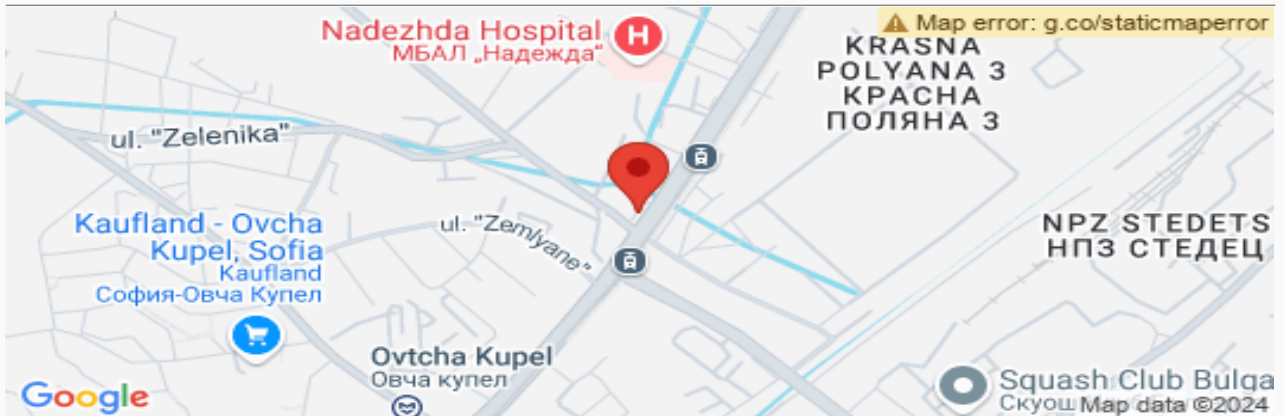 Map error: g.co/staticmaperror
Nadezhda Hospital
МБАЛ „Надежда“
H
KRASNA
POLYANA 3
КРАСНА
ПОЛЯНА 3
ul. "Zelenika"
Kaufland - Ovcha
Kupel, Sofia
Kaufland
София-Овча Купел
ul. "Zemlyane"
NPZ STEDETS
НПЗ СТЕДЕЦ
Ovtcha Kupel
Овча купел
Squash Club Bulga
Скуош
Google
Map data ©2024